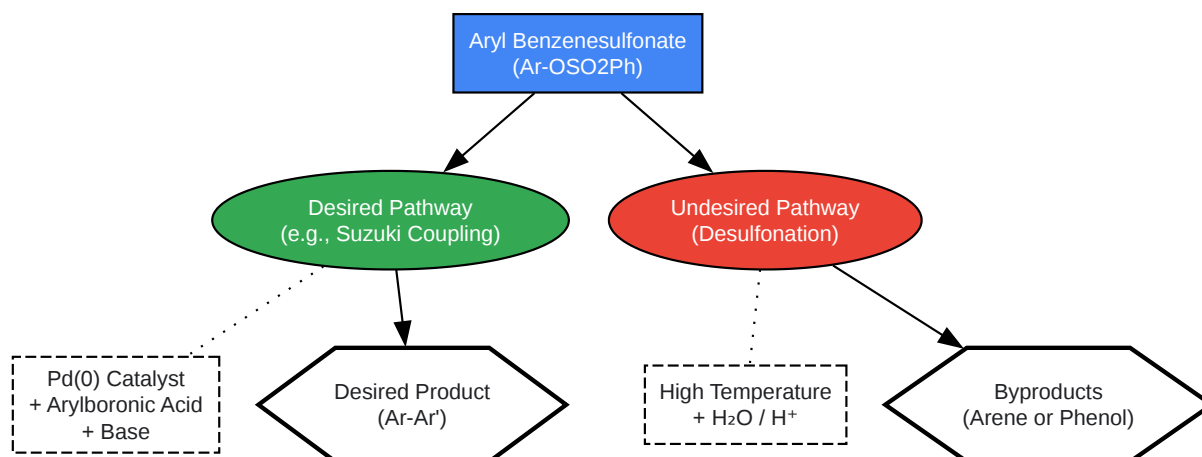 Aryl Benzenesulfonate
(Ar-OSO2Ph)
Desired Pathway
(e.g., Suzuki Coupling)
Undesired Pathway
(Desulfonation)
Pd(0) Catalyst
+ Arylboronic Acid
+ Base
Desired Product
(Ar-Ar')
High Temperature
+ H₂O / H⁺
Byproducts
(Arene or Phenol)